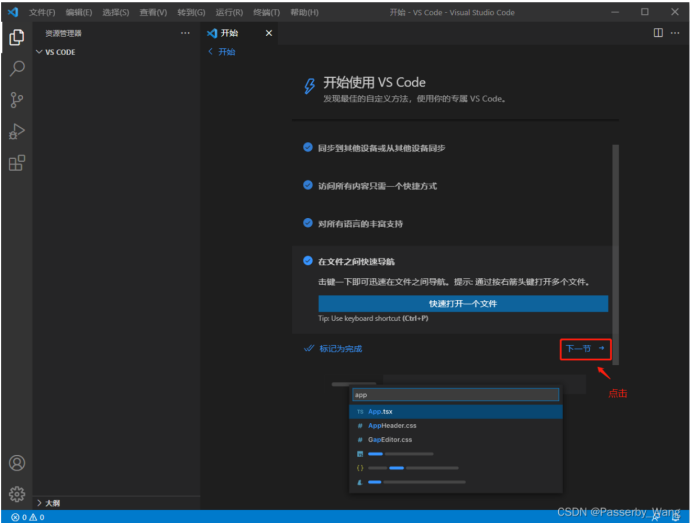 文件(F) 编辑(E) 选择(S) 查看(V) 转到(G) 运行(R) 终端(T) 帮助(H) 开始 - VS Code - Visual Studio Code
资源管理器
VS CODE
开始
开始
开始使用 VS Code
发现最佳的自定义方法，使用你的专属 VS Code。
同步到其他设备或从其他设备同步
访问所有内容只需一个快捷方式
对所有语言的丰富支持
在文件之间快速导航
击键一下即可迅速在文件之间导航。提示: 通过按右箭头键打开多个文件。
快速打开一个文件
Tip: Use keyboard shortcut (Ctrl+P)
标记为完成
下一节
点击
app
TS App.tsx
# AppHeader.css
# GapEditor.css
大纲
0 0
CSDN @Passerby_Wang